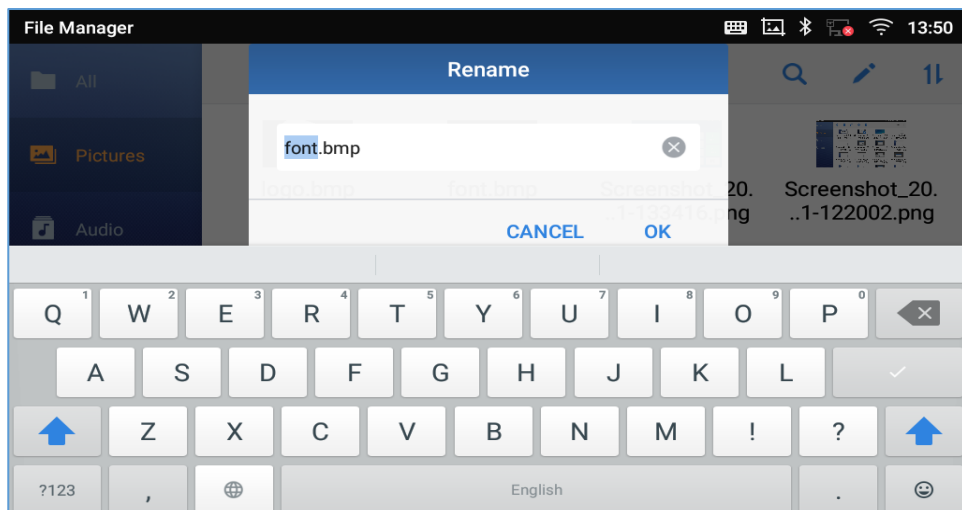 File Manager 13:50
Rename
All
font.bmp
Pictures
logo.bmp font.bmp Screenshot_20. Screenshot_20.
..1-133416.png ..1-122002.png
Audio
CANCEL OK
Q 1 W 2 E 3 R 4 T 5 Y 6 U 7 I 8 O 9 P 0
A S D F G H J K L
Z X C V B N M ! ?
?123 , English .